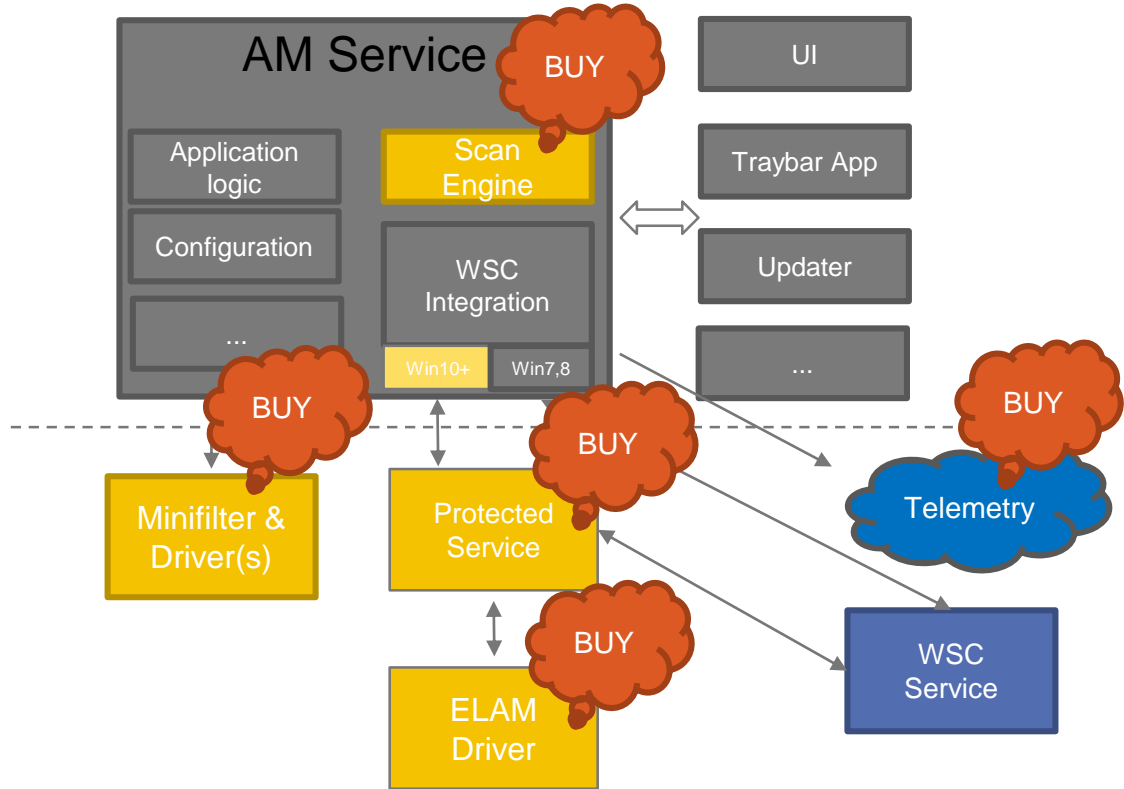 AM Service
BUY
UI
Application
logic
Scan
Engine
Traybar App
Configuration
WSC
Integration
Updater
...
Win10+
Win7,8
...
BUY
BUY
BUY
Minifilter &
Driver(s)
Protected
Service
Telemetry
BUY
WSC
Service
ELAM
Driver